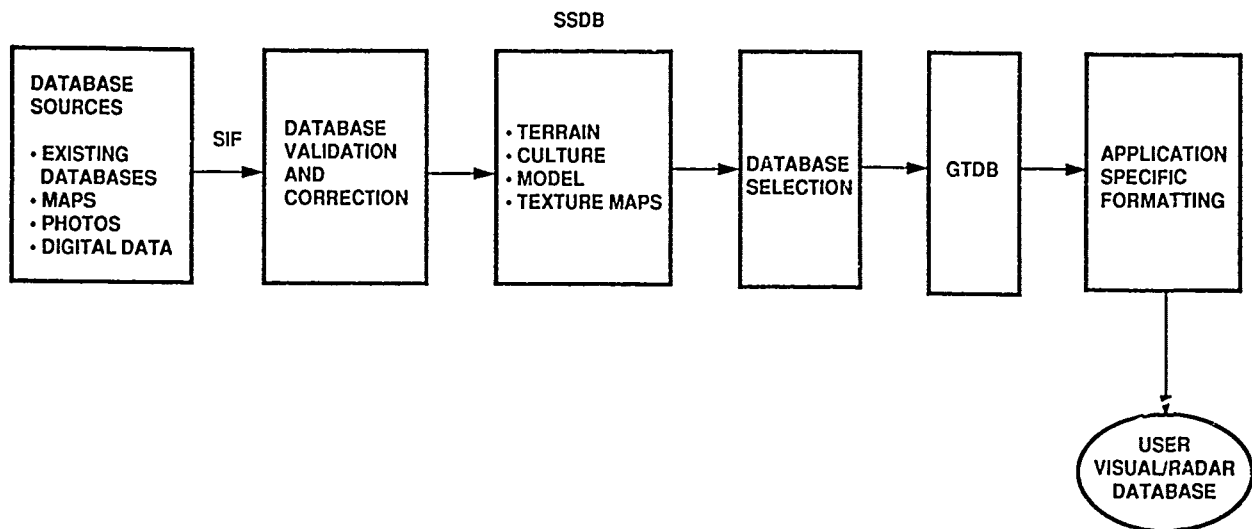 SSDB
DATABASE
SOURCES
• EXISTING
DATABASES
• MAPS
• PHOTOS
• DIGITAL DATA
SIF
DATABASE
VALIDATION
AND
CORRECTION
• TERRAIN
• CULTURE
• MODEL
• TEXTURE MAPS
DATABASE
SELECTION
GTDB
APPLICATION
SPECIFIC
FORMATTING
USER
VISUAL/RADAR
DATABASE